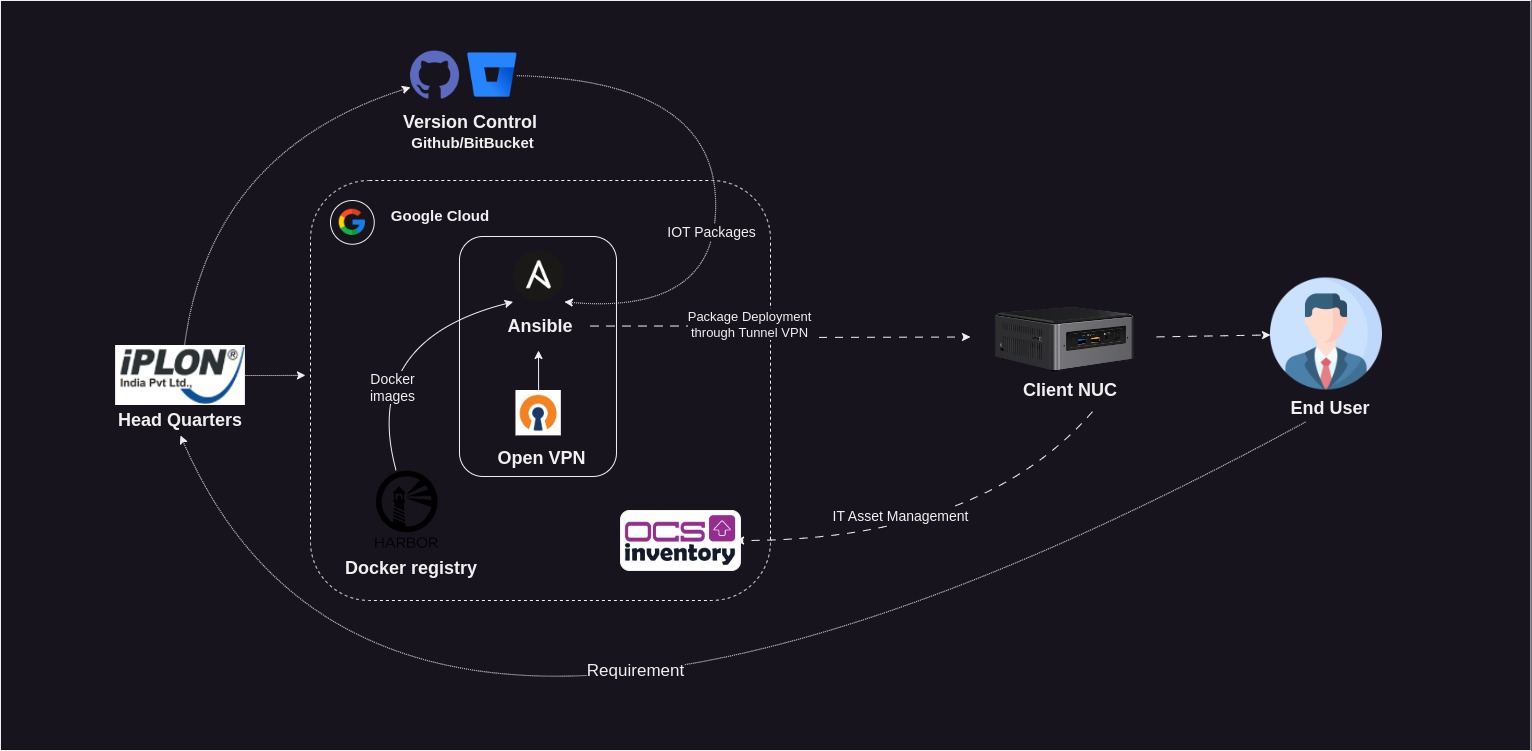 Version Control
Github/BitBucket
Google Cloud
IOT Packages
Ansible
Package Deployment
through Tunnel VPN
iPLON®
India Pvt Ltd.,
Head Quarters
Docker
images
Open VPN
Client NUC
End User
HARBOR
Docker registry
OCS
inventory
IT Asset Management
Requirement